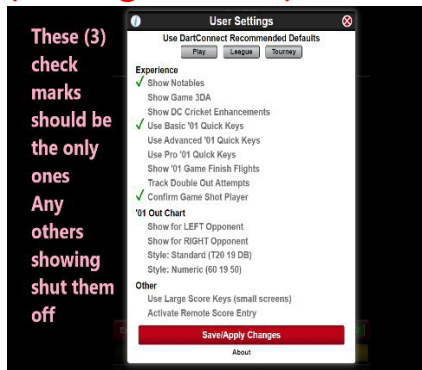 These (3)
check
marks
should be
the only
ones
Any
others
showing
shut them
off
User Settings
Use DartConnect Recommended Defaults
Play League Tourney
Experience
Show Notables
Show Game 3DA
Show DC Cricket Enhancements
Use Basic '01 Quick Keys
Use Advanced '01 Quick Keys
Use Pro '01 Quick Keys
Show '01 Game Finish Flights
Track Double Out Attempts
Confirm Game Shot Player
'01 Out Chart
Show for LEFT Opponent
Show for RIGHT Opponent
Style: Standard (T20 19 DB)
Style: Numeric (60 19 50)
Other
Use Large Score Keys (small screens)
Activate Remote Score Entry
Save/Apply Changes
About